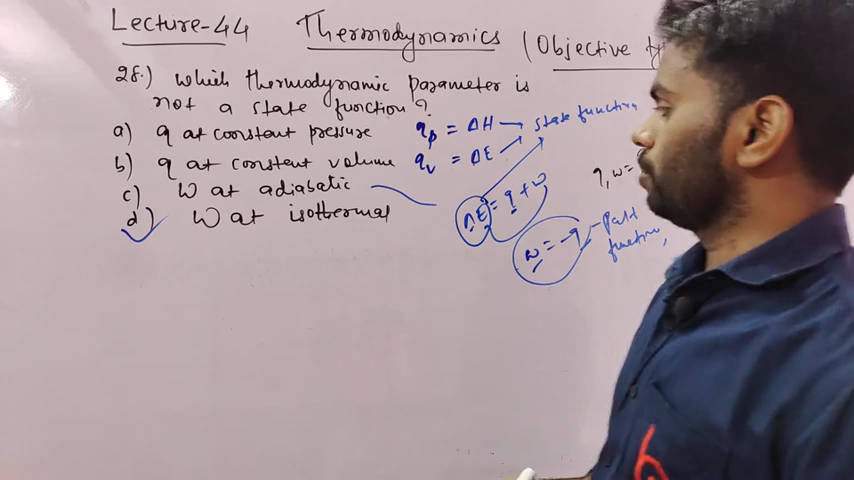 Lecture-44 Thermodynamics (Objective ty
28.) which thermodynamic parameter is
not a state function?
a) q at constant pressure
b) q at constant volume
c) W at adiabatic
d) W at isothermal
qp = ΔH → state function
qv = ΔE →
ΔE = q + w
w = -q - Path
function,
q, w =